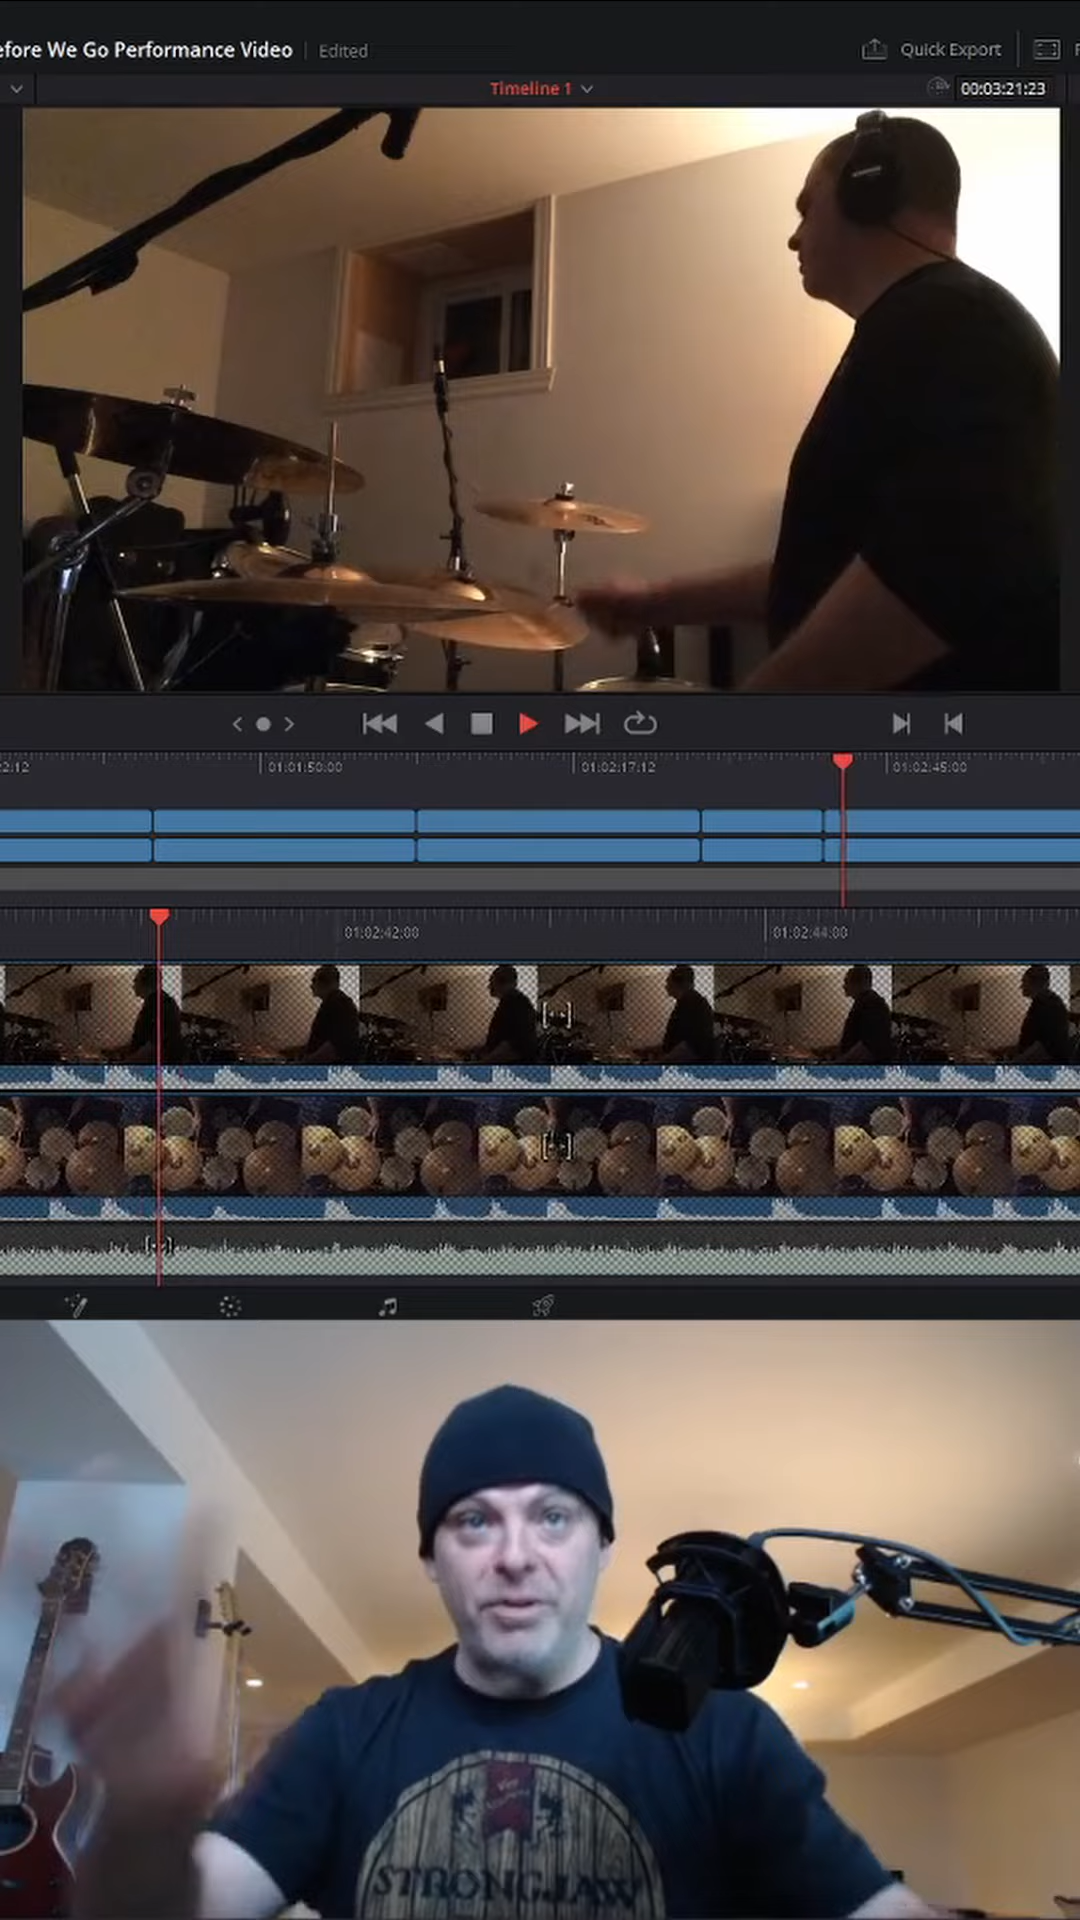 efore We Go Performance Video
Edited
Quick Export
Timeline 1
00:03:21:23
2:12
01:01:50:00
01:02:17:12
01:02:45:00
01:02:42:00
01:02:44:00
STRONGJAW